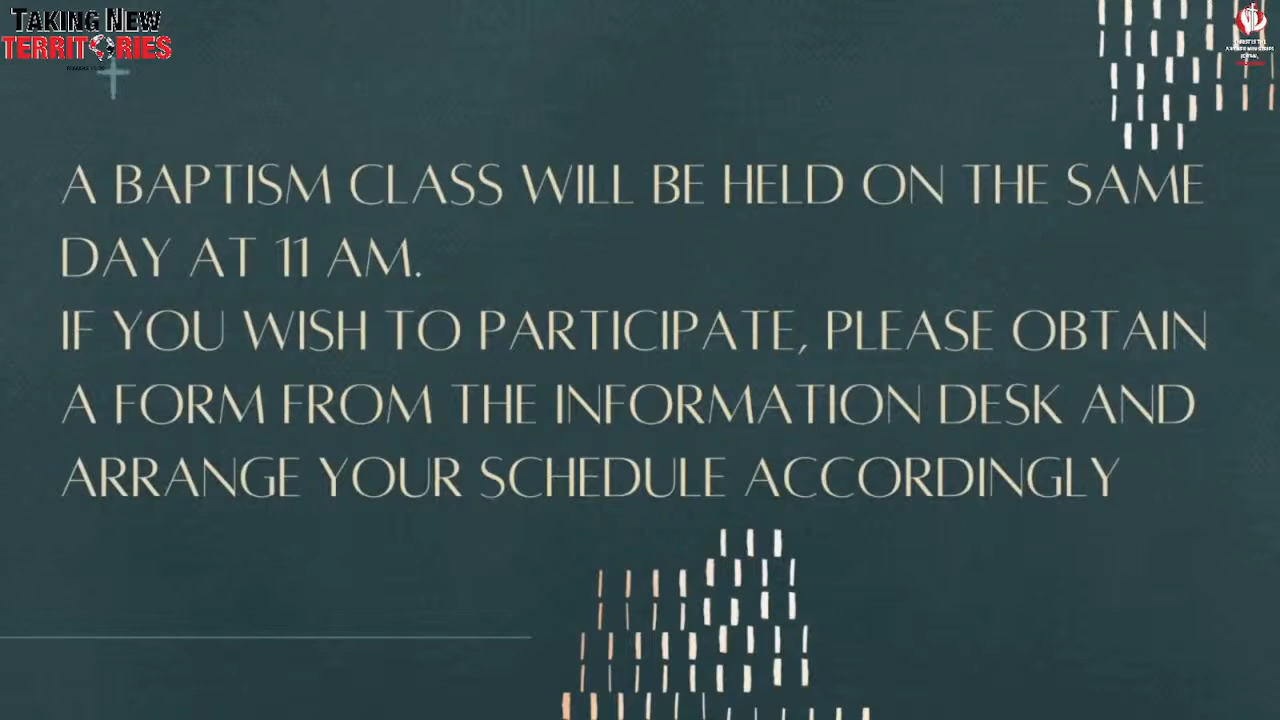 TAKING NEW
TERRITORIES
A BAPTISM CLASS WILL BE HELD ON THE SAME
DAY AT 11 AM.
IF YOU WISH TO PARTICIPATE, PLEASE OBTAIN
A FORM FROM THE INFORMATION DESK AND
ARRANGE YOUR SCHEDULE ACCORDINGLY